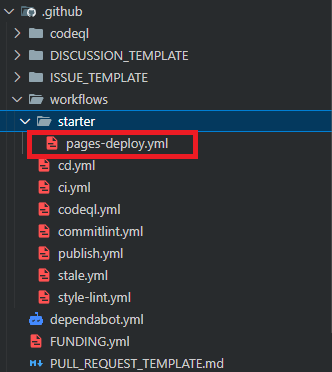 .github
codeql
DISCUSSION_TEMPLATE
ISSUE_TEMPLATE
workflows
starter
pages-deploy.yml
cd.yml
ci.yml
codeql.yml
commitlint.yml
publish.yml
stale.yml
style-lint.yml
dependabot.yml
FUNDING.yml
PULL_REQUEST_TEMPLATE.md